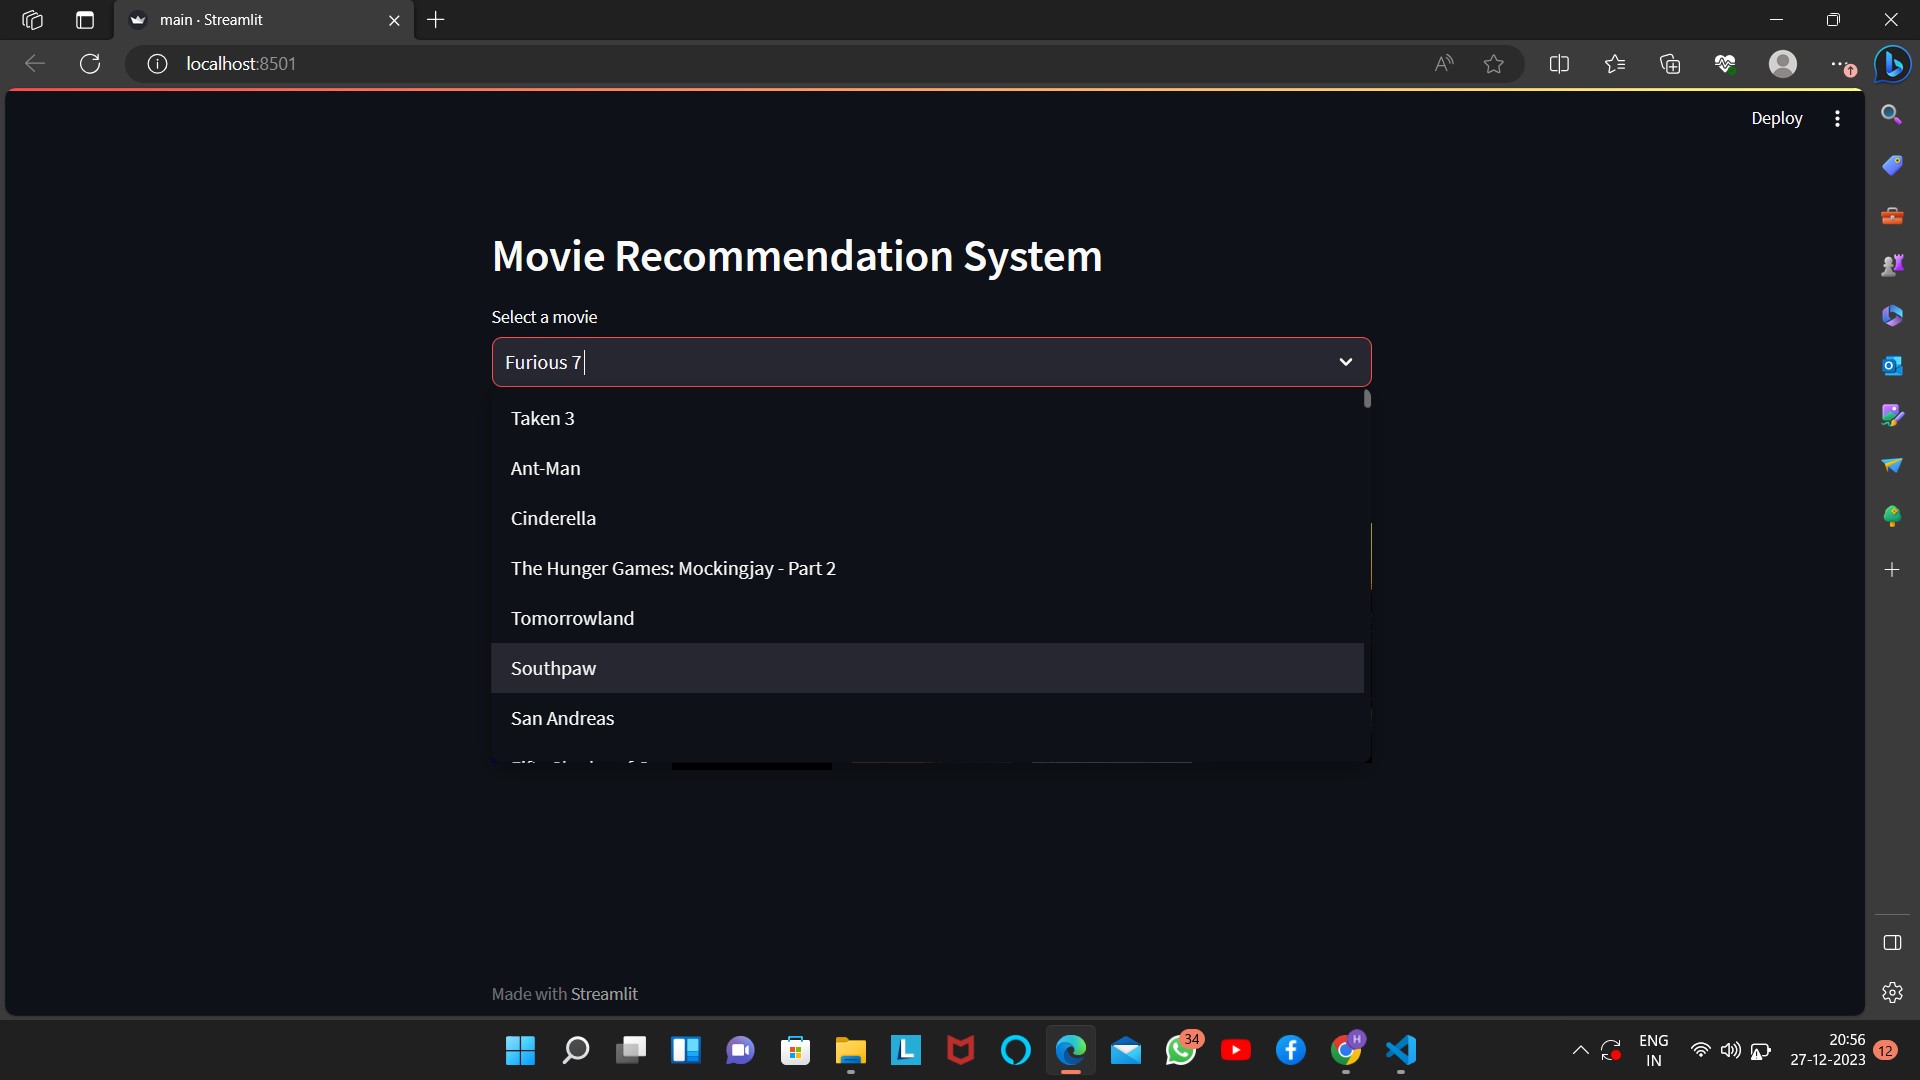 main · Streamlit
localhost:8501
Deploy
Movie Recommendation System
Select a movie
Furious 7
Taken 3
Ant-Man
Cinderella
The Hunger Games: Mockingjay - Part 2
Tomorrowland
Southpaw
San Andreas
Made with Streamlit
34
H
ENG
IN
20:56
27-12-2023
12